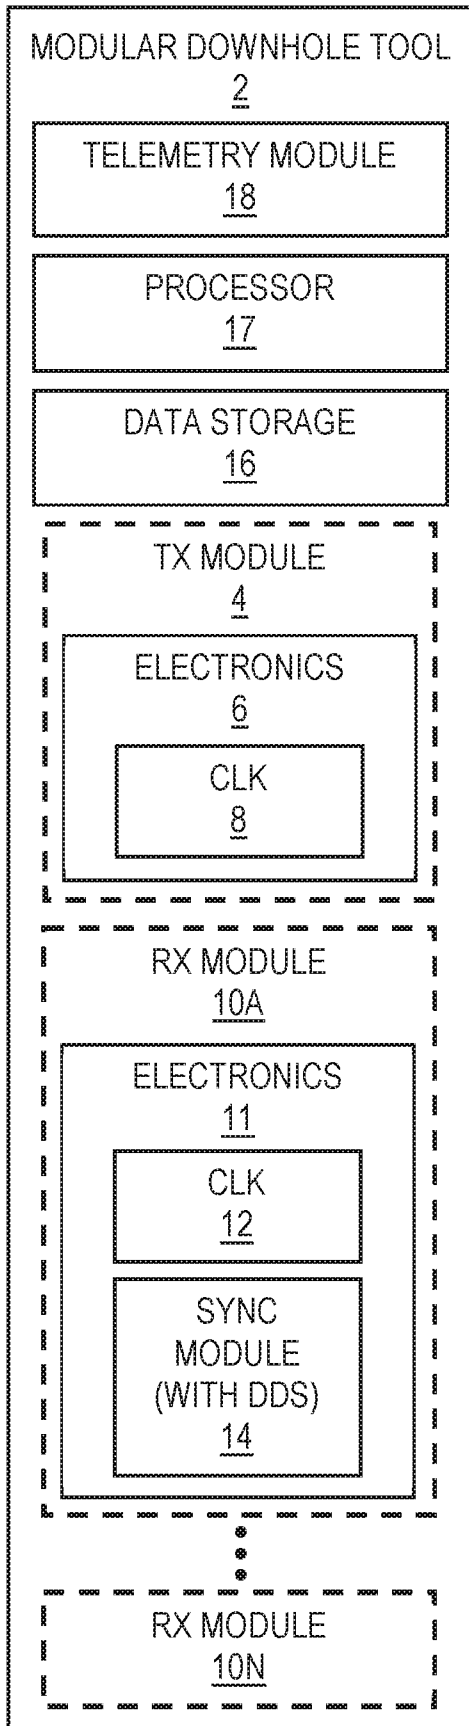 MODULAR DOWNHOLE TOOL
2
TELEMETRY MODULE
18
PROCESSOR
17
DATA STORAGE
16
TX MODULE
4
ELECTRONICS
6
CLK
8
RX MODULE
10A
ELECTRONICS
11
CLK
12
SYNC
MODULE
(WITH DDS)
14
RX MODULE
10N